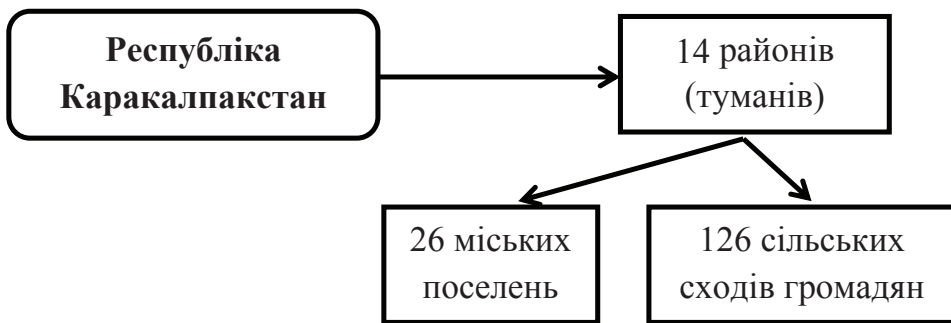 Республіка
Каракалпакстан
14 районів
(туманів)
26 міських
поселень
126 сільських
сходів громадян